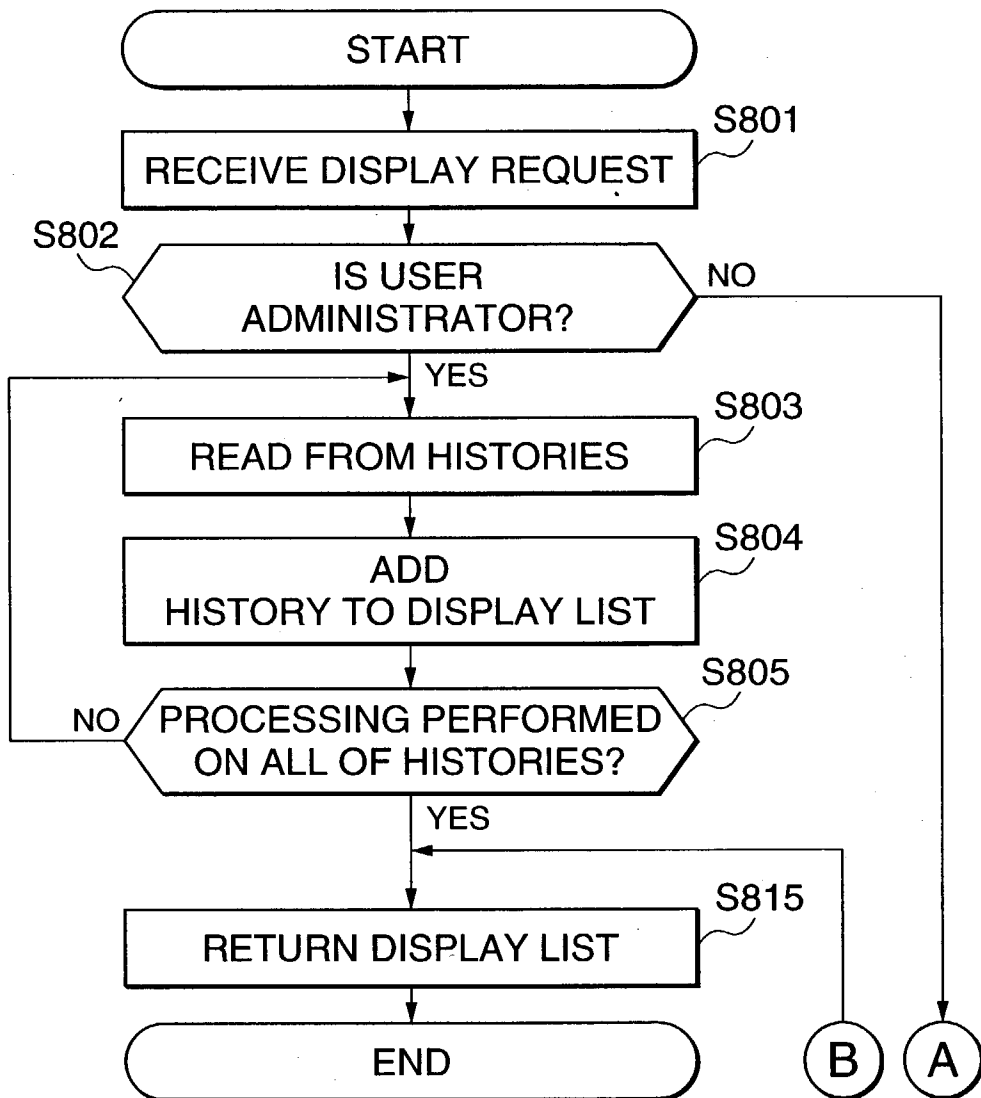 START
S801
RECEIVE DISPLAY REQUEST
S802
IS USER
ADMINISTRATOR?
NO
YES
S803
READ FROM HISTORIES
S804
ADD
HISTORY TO DISPLAY LIST
S805
NO
PROCESSING PERFORMED
ON ALL OF HISTORIES?
YES
S815
RETURN DISPLAY LIST
END
B
A